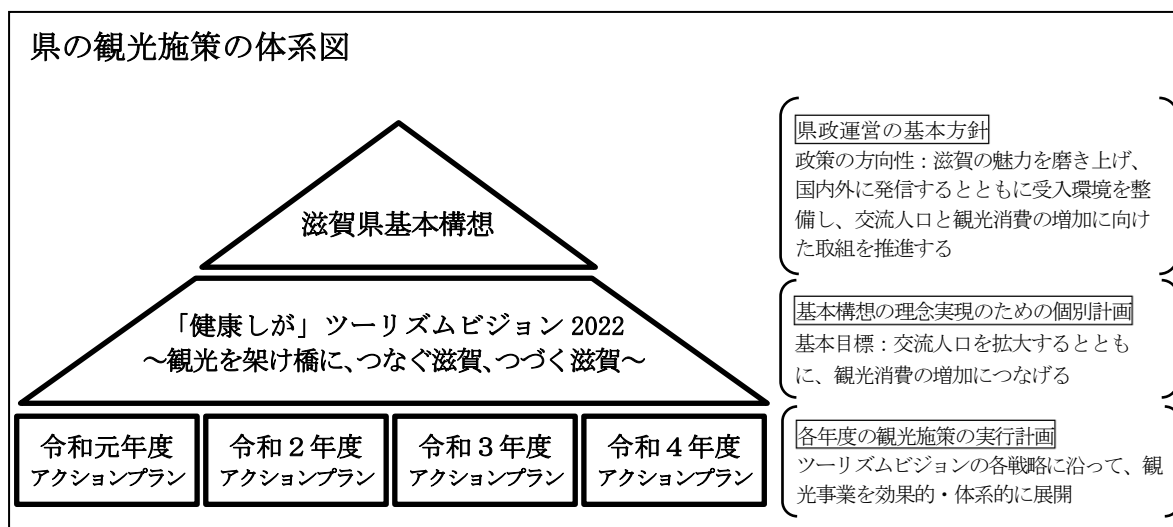 県の観光施策の体系図
滋賀県基本構想
「健康しが」ツーリズムビジョン 2022
～観光を架け橋に、つなぐ滋賀、つづく滋賀～
令和元年度
アクションプラン
令和２年度
アクションプラン
令和３年度
アクションプラン
令和４年度
アクションプラン
県政運営の基本方針
政策の方向性：滋賀の魅力を磨き上げ、
国内外に発信するとともに受入環境を整
備し、交流人口と観光消費の増加に向け
た取組を推進する
基本構想の理念実現のための個別計画
基本目標：交流人口を拡大するととも
に、観光消費の増加につなげる
各年度の観光施策の実行計画
ツーリズムビジョンの各戦略に沿って、観
光事業を効果的・体系的に展開